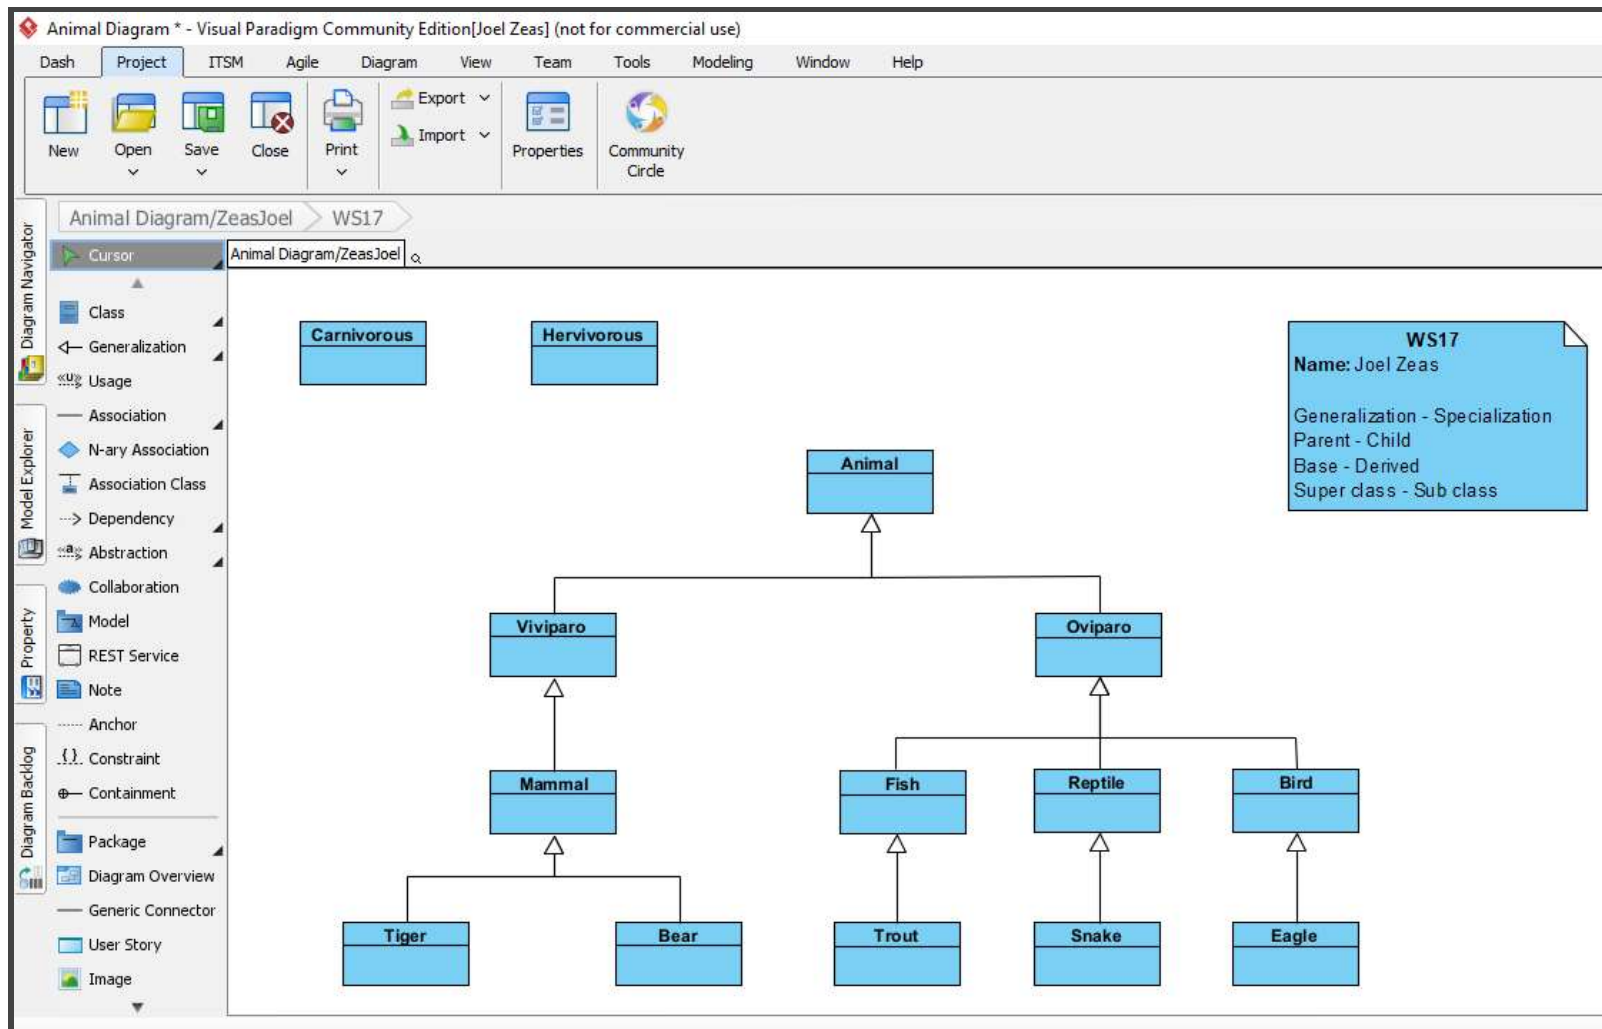 Animal Diagram * - Visual Paradigm Community Edition[Joel Zeas] (not for commercial use)
Dash Project ITSM Agile Diagram View Team Tools Modeling Window Help
New Open Save Close Print Export Import Properties Community Circle
Animal Diagram/ZeasJoel WS17
Diagram Navigator
Model Explorer
Property
Diagram Backlog
Cursor
Class
Generalization
Usage
Association
N-ary Association
Association Class
Dependency
Abstraction
Collaboration
Model
REST Service
Note
Anchor
Constraint
Containment
Package
Diagram Overview
Generic Connector
User Story
Image
Animal Diagram/ZeasJoel
Carnivorous Hervivorous
WS17
Name: Joel Zeas
Generalization - Specialization
Parent - Child
Base - Derived
Super class - Sub class
Animal
Viviparo Oviparo
Mammal Fish Reptile Bird
Tiger Bear Trout Snake Eagle